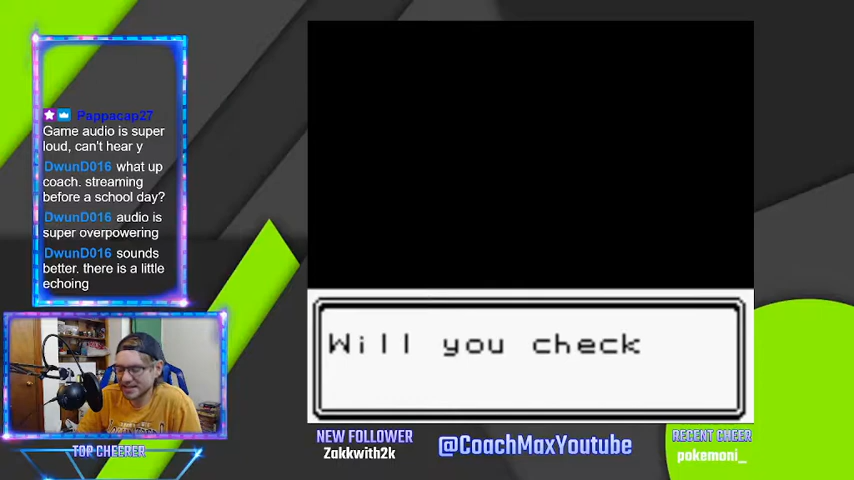 Pappacap27
Game audio is super
loud, can't hear y
DwunD016 what up
coach. streaming
before a school day?
DwunD016 audio is
super overpowering
DwunD016 sounds
better. there is a little
echoing
Will you check
TOP CHEERER
NEW FOLLOWER
Zakkwith2k
@CoachMaxYoutube
RECENT CHEER
pokemoni_